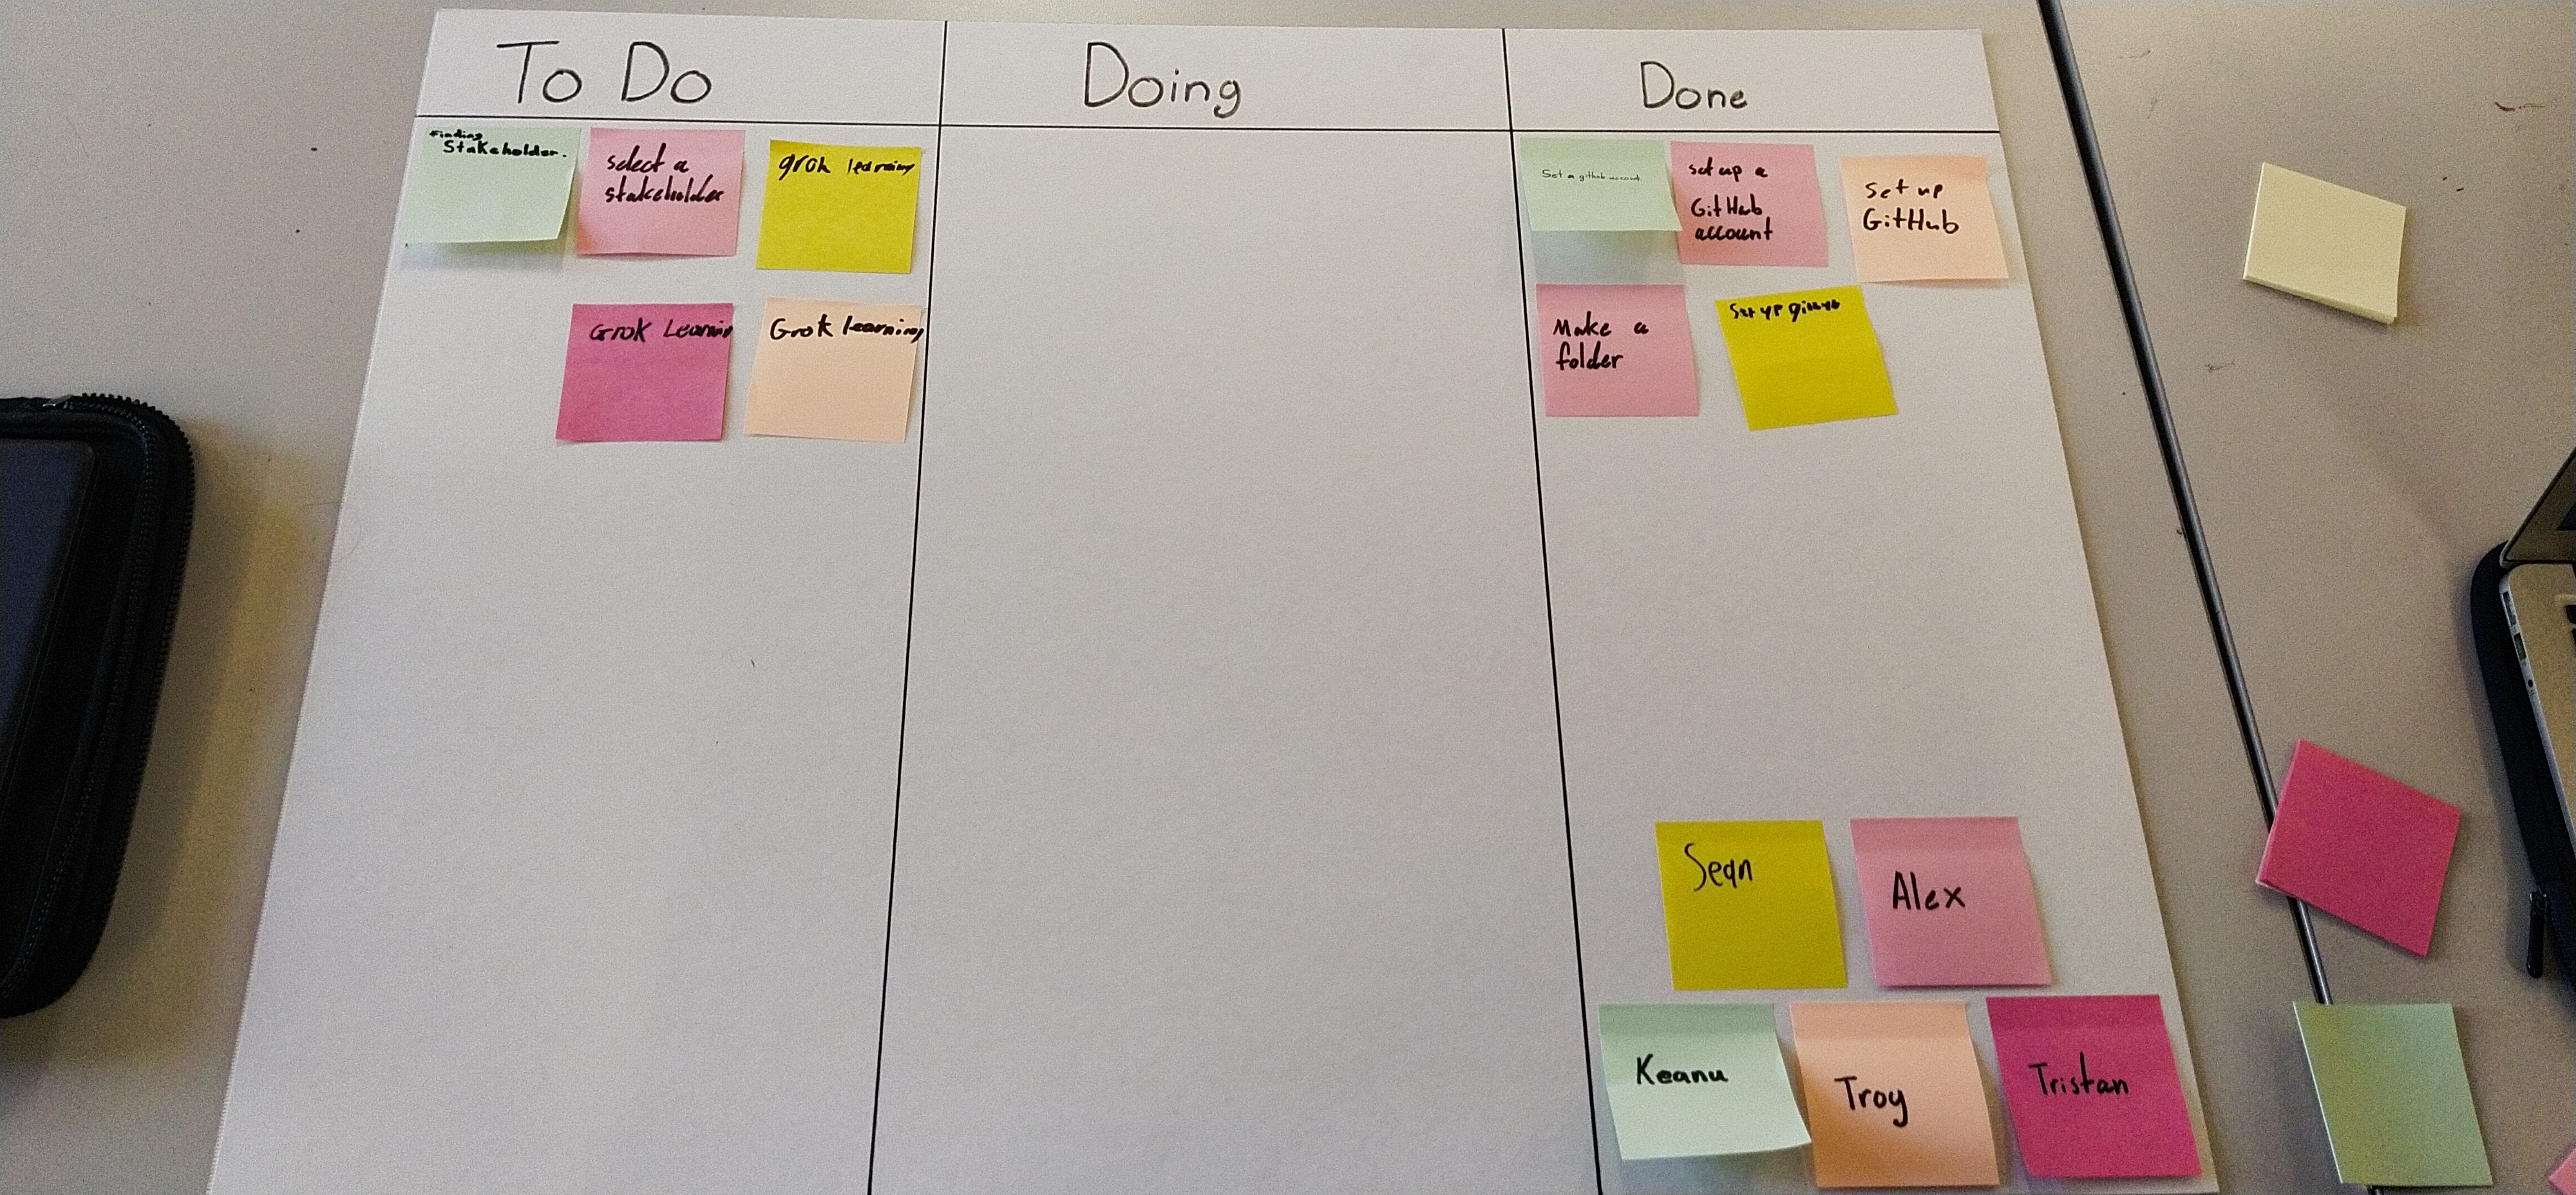 To Do
Doing
Done
Finding
Stakeholder.
select a
stakeholder
grok learning
Grok Learnin
Grok learning
Set a github account
set up a
GitHub
account
Set up
GitHub
Make a
folder
Set up
Sean
Alex
Keanu
Troy
Tristan